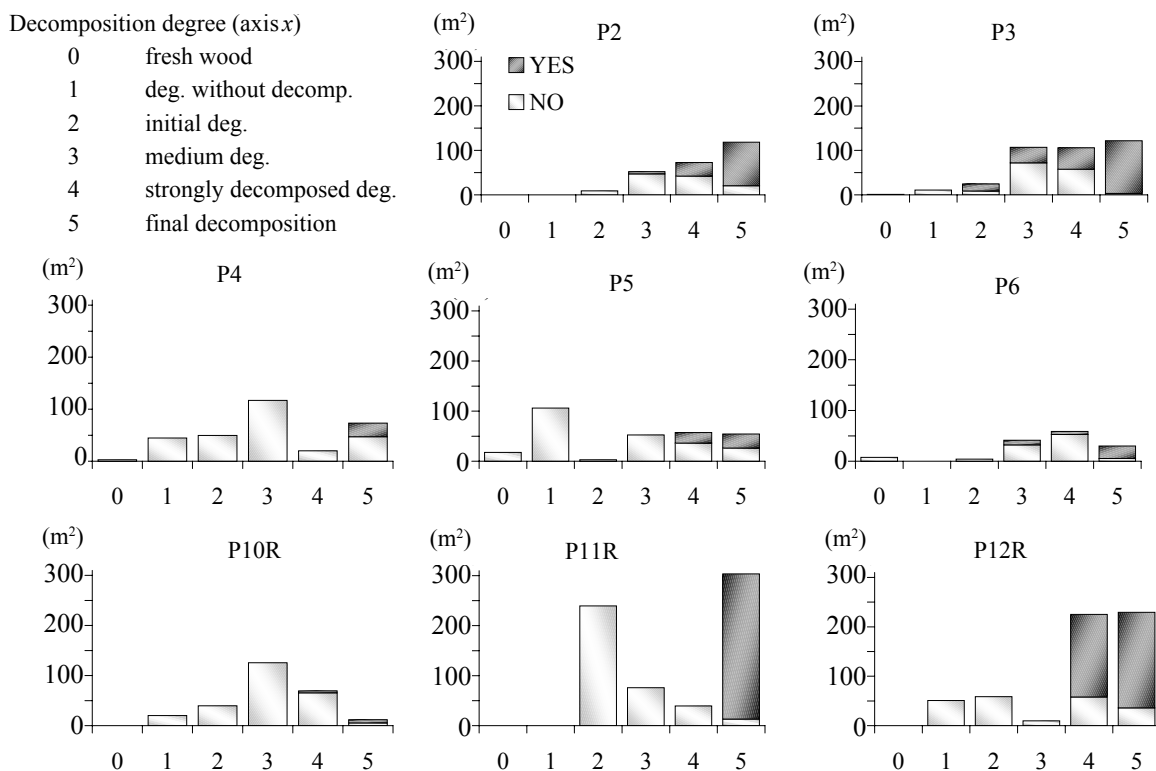 Decomposition degree (axis x)
0 fresh wood
1 deg. without decomp.
2 initial deg.
3 medium deg.
4 strongly decomposed deg.
5 final decomposition
(m²)
P2
300
200
100
0
YES
NO
0 1 2 3 4 5
(m²)
P3
300
200
100
0
0 1 2 3 4 5
(m²)
P4
300
200
100
0
0 1 2 3 4 5
(m²)
P5
300
200
100
0
0 1 2 3 4 5
(m²)
P6
300
200
100
0
0 1 2 3 4 5
(m²)
P10R
300
200
100
0
0 1 2 3 4 5
(m²)
P11R
300
200
100
0
0 1 2 3 4 5
(m²)
P12R
300
200
100
0
0 1 2 3 4 5